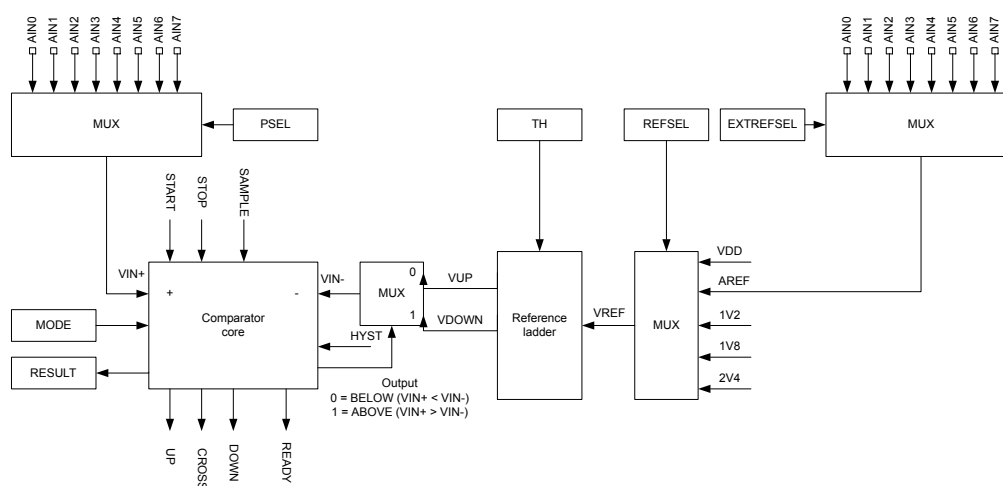 AIN0
AIN1
AIN2
AIN3
AIN4
AIN5
AIN6
AIN7
AIN0
AIN1
AIN2
AIN3
AIN4
AIN5
AIN6
AIN7
MUX
PSEL
TH
REFSEL
EXTREFSEL
MUX
START
STOP
SAMPLE
VIN+
+
-
VIN-
MUX
0
1
VUP
VDOWN
Reference
ladder
VREF
MUX
VDD
AREF
1V2
1V8
2V4
MODE
Comparator
core
HYST
RESULT
Output
0 = BELOW (VIN+ < VIN-)
1 = ABOVE (VIN+ > VIN-)
UP
CROSS
DOWN
READY